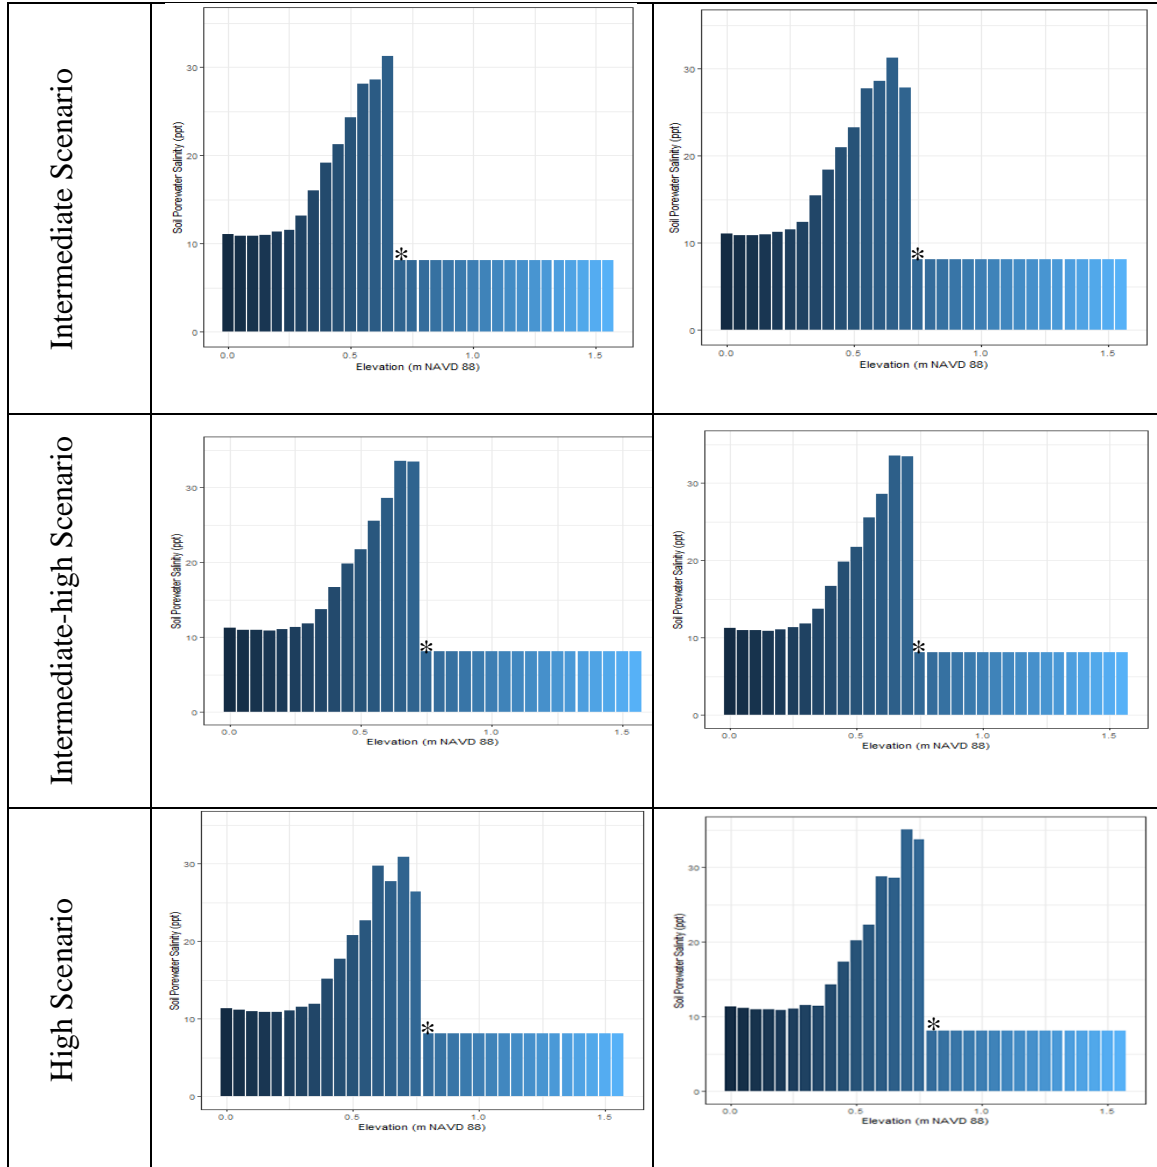 Intermediate Scenario
Soil Porewater Salinity (ppt)
30
20
10
0
*
0.0 0.5 1.0 1.5
Elevation (m NAVD 88)
Soil Porewater Salinity (ppt)
30
20
10
0
*
0.0 0.5 1.0 1.5
Elevation (m NAVD 88)
Intermediate-high Scenario
Soil Porewater Salinity (ppt)
30
20
10
0
*
0.0 0.5 1.0 1.5
Elevation (m NAVD 88)
Soil Porewater Salinity (ppt)
30
20
10
0
*
0.0 0.5 1.0 1.5
Elevation (m NAVD 88)
High Scenario
Soil Porewater Salinity (ppt)
30
20
10
0
*
0.0 0.5 1.0 1.5
Elevation (m NAVD 88)
Soil Porewater Salinity (ppt)
30
20
10
0
*
0.0 0.5 1.0 1.5
Elevation (m NAVD 88)